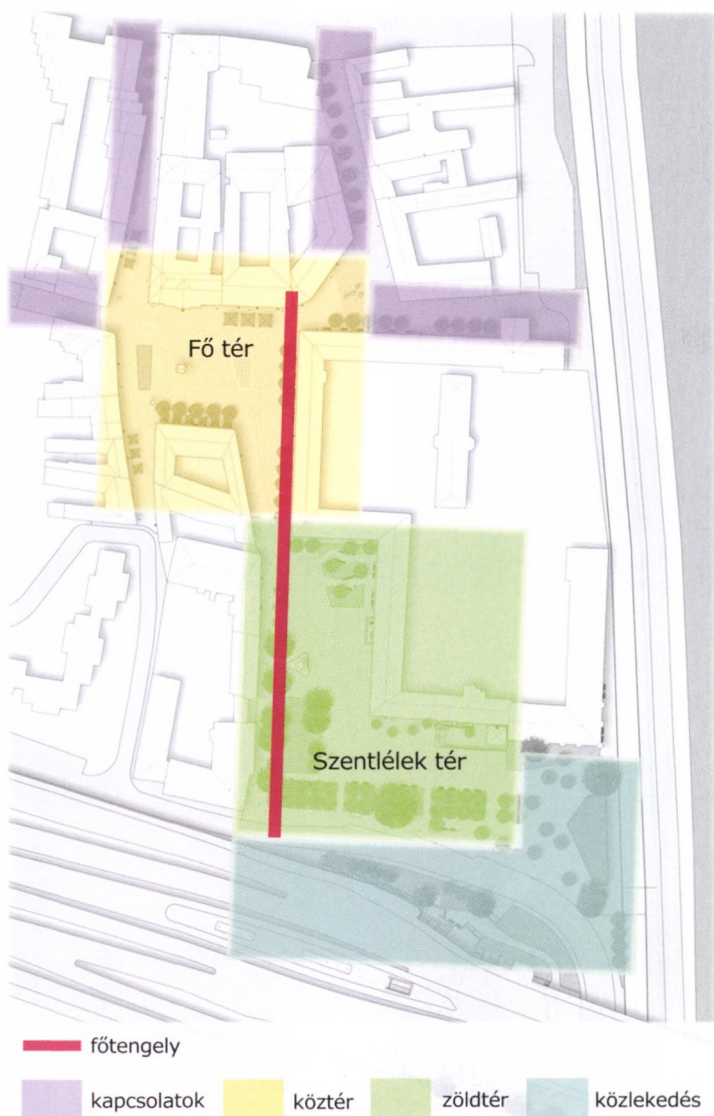 Fő tér
Szentlélek tér
főtengely
kapcsolatok köztér zöldtér közlekedés